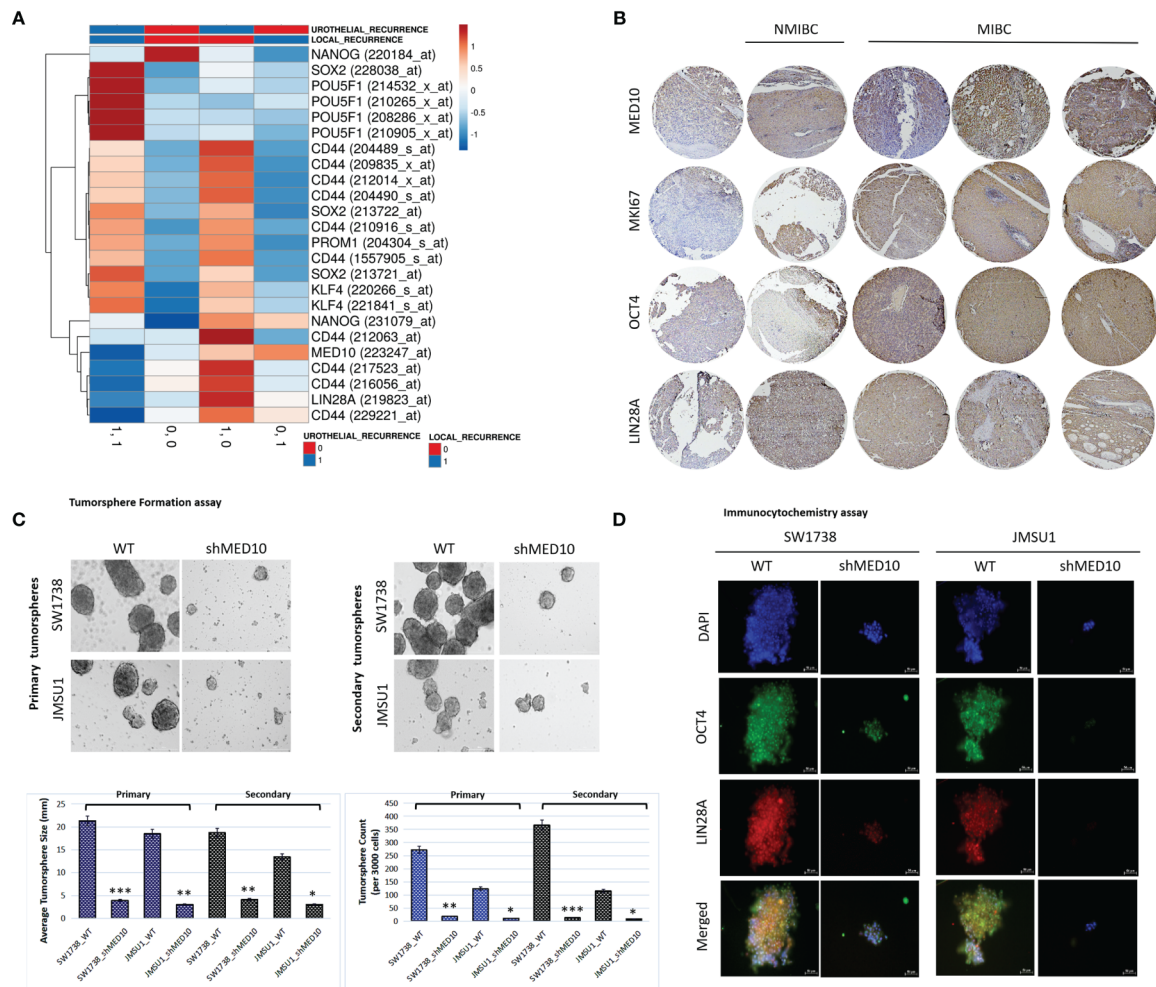 A
UROTHELIAL_RECURRENCE
LOCAL_RECURRENCE
NANOG (220184_at)
SOX2 (228038_at)
POU5F1 (214532_x_at)
POU5F1 (210265_x_at)
POU5F1 (208286_x_at)
POU5F1 (210905_x_at)
CD44 (204489_s_at)
CD44 (209835_x_at)
CD44 (212014_x_at)
CD44 (204490_s_at)
SOX2 (213722_at)
CD44 (210916_s_at)
PROM1 (204304_s_at)
CD44 (1557905_s_at)
SOX2 (213721_at)
KLF4 (220266_s_at)
KLF4 (221841_s_at)
NANOG (231079_at)
CD44 (212063_at)
MED10 (223247_at)
CD44 (217523_at)
CD44 (216056_at)
LIN28A (219823_at)
CD44 (229221_at)
1
0.5
0
-0.5
-1
1, 1
0, 0
1, 0
0, 1
UROTHELIAL_RECURRENCE
0
1
LOCAL_RECURRENCE
0
1
B
NMIBC
MIBC
MED10
MKI67
OCT4
LIN28A
Tumorsphere Formation assay
C
WT
shMED10
Primary tumorspheres
SW1738
JMSU1
WT
shMED10
Secondary tumorspheres
SW1738
JMSU1
Primary
Secondary
Average Tumorsphere Size (mm)
25
20
15
10
5
0
***
**
**
*
SW1738_WT
SW1738_shMED10
JMSU1_WT
JMSU1_shMED10
SW1738_WT
SW1738_shMED10
JMSU1_WT
JMSU1_shMED10
Primary
Secondary
Tumorsphere Count
(per 3000 cells)
450
400
350
300
250
200
150
100
50
0
**
*
***
*
SW1738_WT
SW1738_shMED10
JMSU1_WT
JMSU1_shMED10
SW1738_WT
SW1738_shMED10
JMSU1_WT
JMSU1_shMED10
D
Immunocytochemistry assay
SW1738
JMSU1
WT
shMED10
WT
shMED10
DAPI
OCT4
LIN28A
Merged